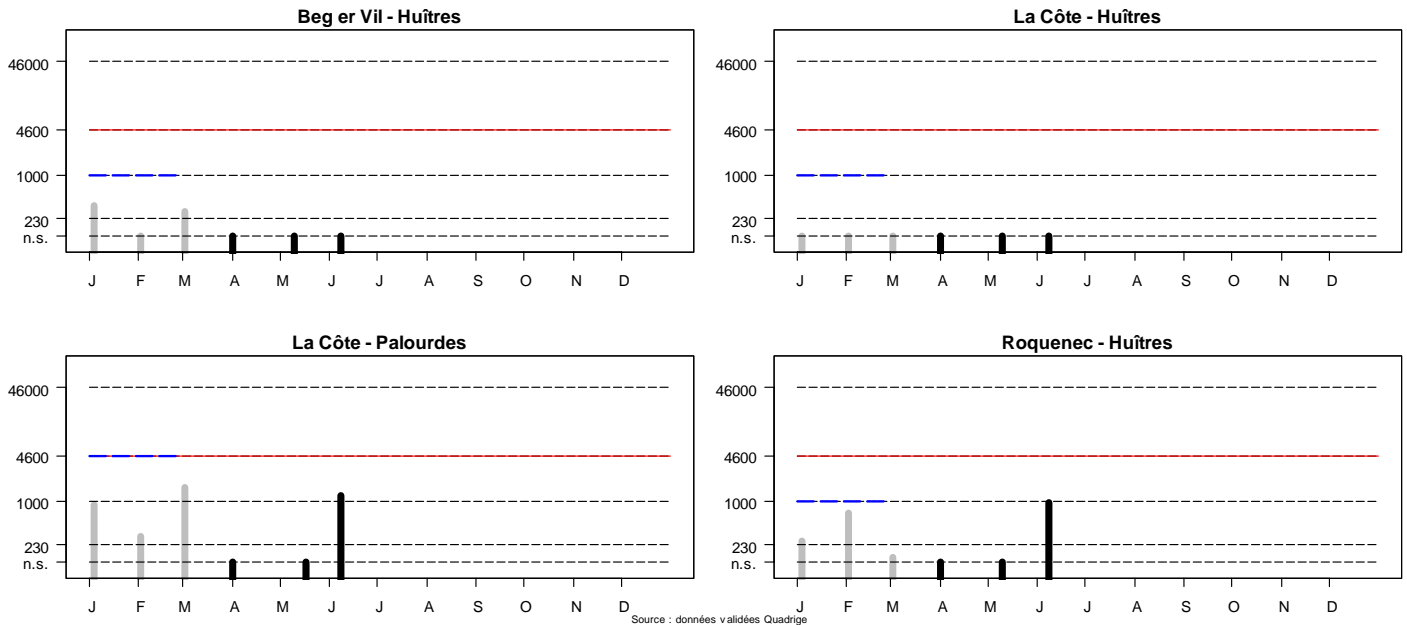 Beg er Vil - Huîtres
46000
4600
1000
230
n.s.
J F M A M J J A S O N D
La Côte - Huîtres
46000
4600
1000
230
n.s.
J F M A M J J A S O N D
La Côte - Palourdes
46000
4600
1000
230
n.s.
J F M A M J J A S O N D
Roquenec - Huîtres
46000
4600
1000
230
n.s.
J F M A M J J A S O N D
Source : données validées Quadrige